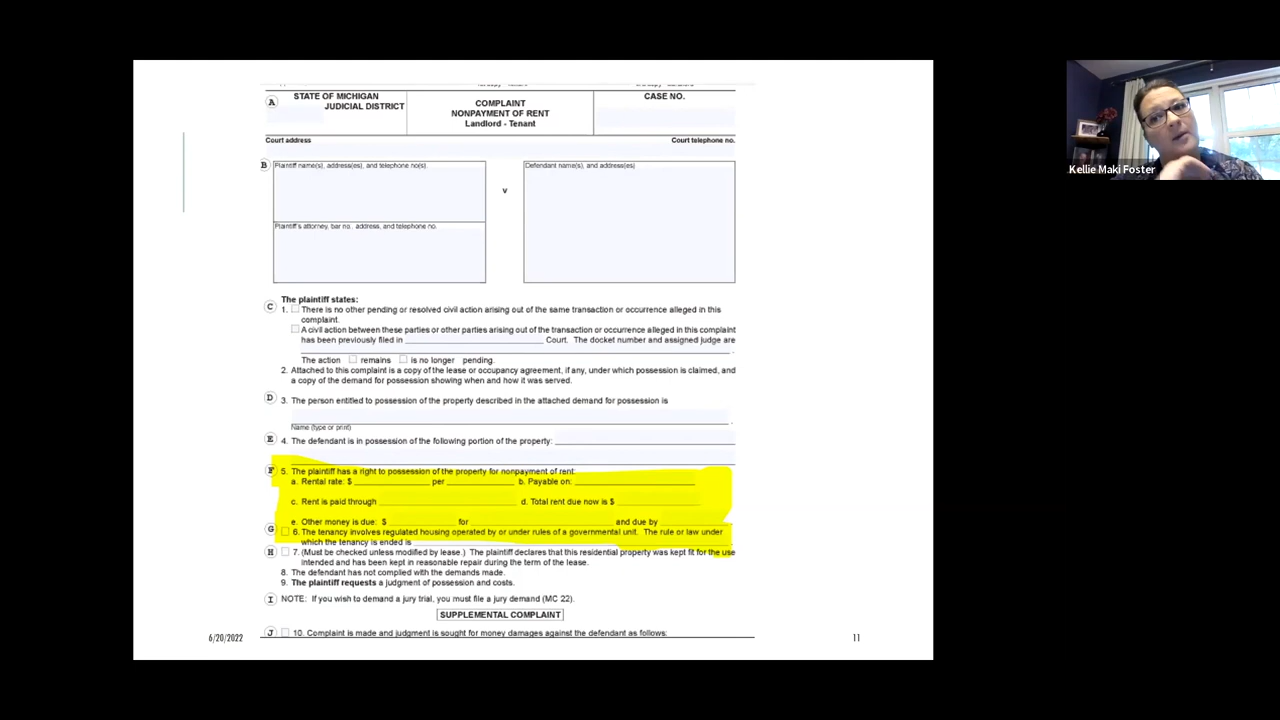 STATE OF MICHIGAN
JUDICIAL DISTRICT
COMPLAINT
NONPAYMENT OF RENT
Landlord - Tenant
CASE NO.
A
Court address
Court telephone no.
B
Plaintiff name(s), address(es), and telephone no(s).
v
Defendant name(s), and address(es)
Plaintiff's attorney, bar no., address, and telephone no.
C
The plaintiff states:
1. There is no other pending or resolved civil action arising out of the same transaction or occurrence alleged in this
complaint.
A civil action between these parties or other parties arising out of the transaction or occurrence alleged in this complaint
has been previously filed in Court. The docket number and assigned judge are
.
The action remains is no longer pending.
2. Attached to this complaint is a copy of the lease or occupancy agreement, if any, under which possession is claimed, and
a copy of the demand for possession showing when and how it was served.
D 3. The person entitled to possession of the property described in the attached demand for possession is
.
Name (type or print)
E 4. The defendant is in possession of the following portion of the property:
F 5. The plaintiff has a right to possession of the property for nonpayment of rent:
a. Rental rate: $ per b. Payable on:
c. Rent is paid through d. Total rent due now is $
e. Other money is due: $ for and due by .
G 6. The tenancy involves regulated housing operated by or under rules of a governmental unit. The rule or law under
which the tenancy is ended is .
H 7. (Must be checked unless modified by lease.) The plaintiff declares that this residential property was kept fit for the use
intended and has been kept in reasonable repair during the term of the lease.
8. The defendant has not complied with the demands made.
9. The plaintiff requests a judgment of possession and costs.
I NOTE: If you wish to demand a jury trial, you must file a jury demand (MC 22).
SUPPLEMENTAL COMPLAINT
J 10. Complaint is made and judgment is sought for money damages against the defendant as follows:
6/20/2022
11
Kellie Maki Foster